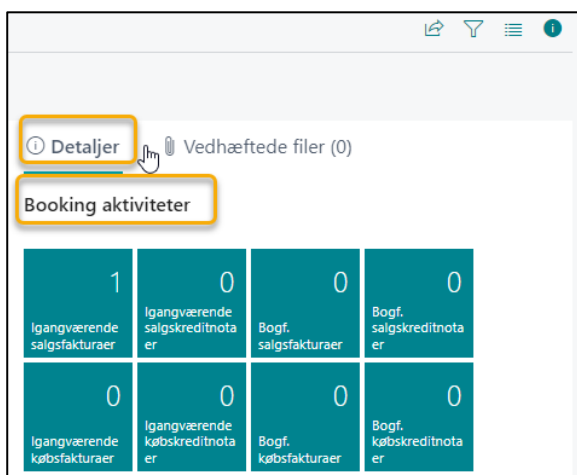 Detaljer
Vedhæftede filer (0)
Booking aktiviteter
1
Igangværende
salgsfakturaer
0
Igangværende
salgskreditnota
er
0
Bogf.
salgsfakturaer
0
Bogf.
salgskreditnota
er
0
Igangværende
købsfakturaer
0
Igangværende
købskreditnota
er
0
Bogf.
købsfakturaer
0
Bogf.
købskreditnota
er